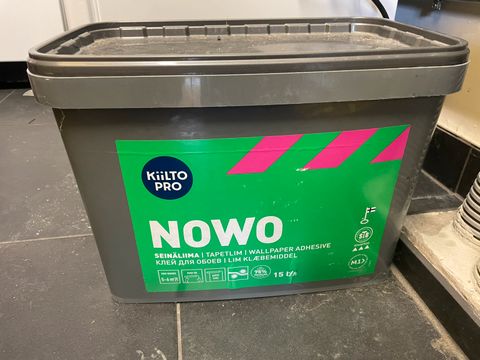 KiiLTO
PRO
NOWO
SEINÄLIIMA | TAPETLIM | WALLPAPER ADHESIVE
КЛЕЙ ДЛЯ ОБОЕВ | LIM KLÆBEMIDDEL
15 L/Л
M1